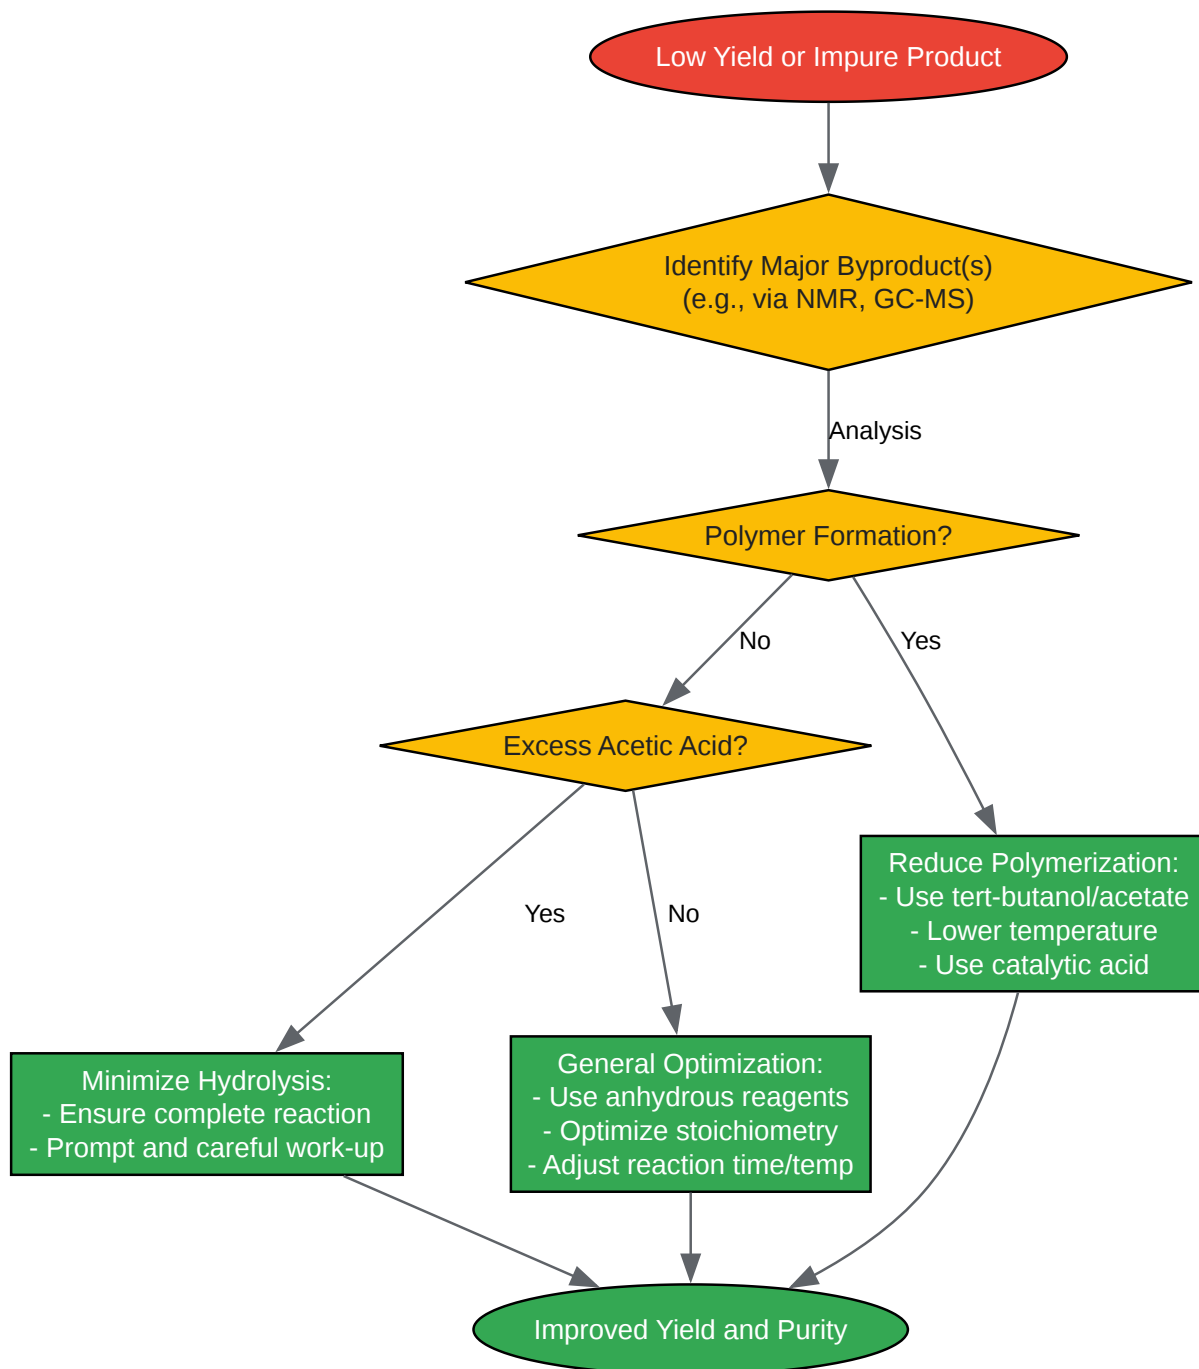 Low Yield or Impure Product
Identify Major Byproduct(s)
(e.g., via NMR, GC-MS)
Analysis
Polymer Formation?
No
Yes
Excess Acetic Acid?
Reduce Polymerization:
- Use tert-butanol/acetate
- Lower temperature
- Use catalytic acid
Yes
No
Minimize Hydrolysis:
- Ensure complete reaction
- Prompt and careful work-up
General Optimization:
- Use anhydrous reagents
- Optimize stoichiometry
- Adjust reaction time/temp
Improved Yield and Purity